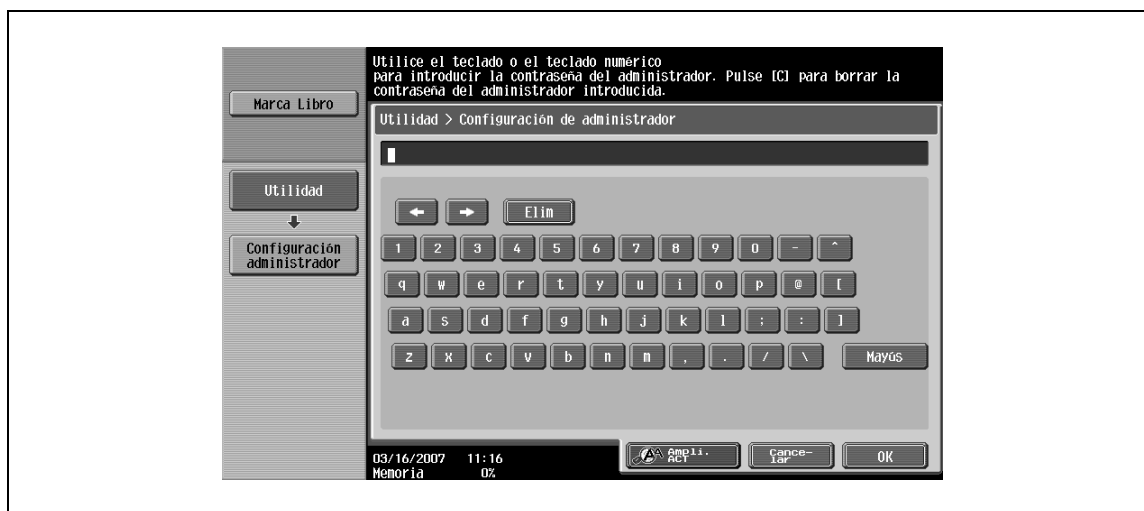 Utilice el teclado o el teclado numérico
para introducir la contraseña del administrador. Pulse [C] para borrar la
contraseña del administrador introducida.
Marca Libro
Utilidad > Configuración de administrador
Utilidad
Configuración
administrador
Elim
1 2 3 4 5 6 7 8 9 0 - ^
q w e r t y u i o p @ [
a s d f g h j k l ; : ]
z x c v b n m , . / \ Mayús
03/16/2007 11:16
Memoria 0%
Ampli.
ACT
Cance-
lar
OK